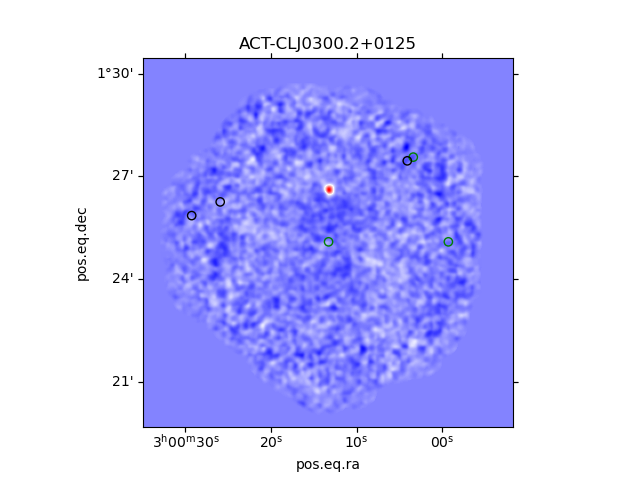 ACT-CLJ0300.2+0125
1°30'
27'
24'
21'
pos.eq.dec
3ʰ00ᵐ30ˢ 20ˢ 10ˢ 00ˢ
pos.eq.ra